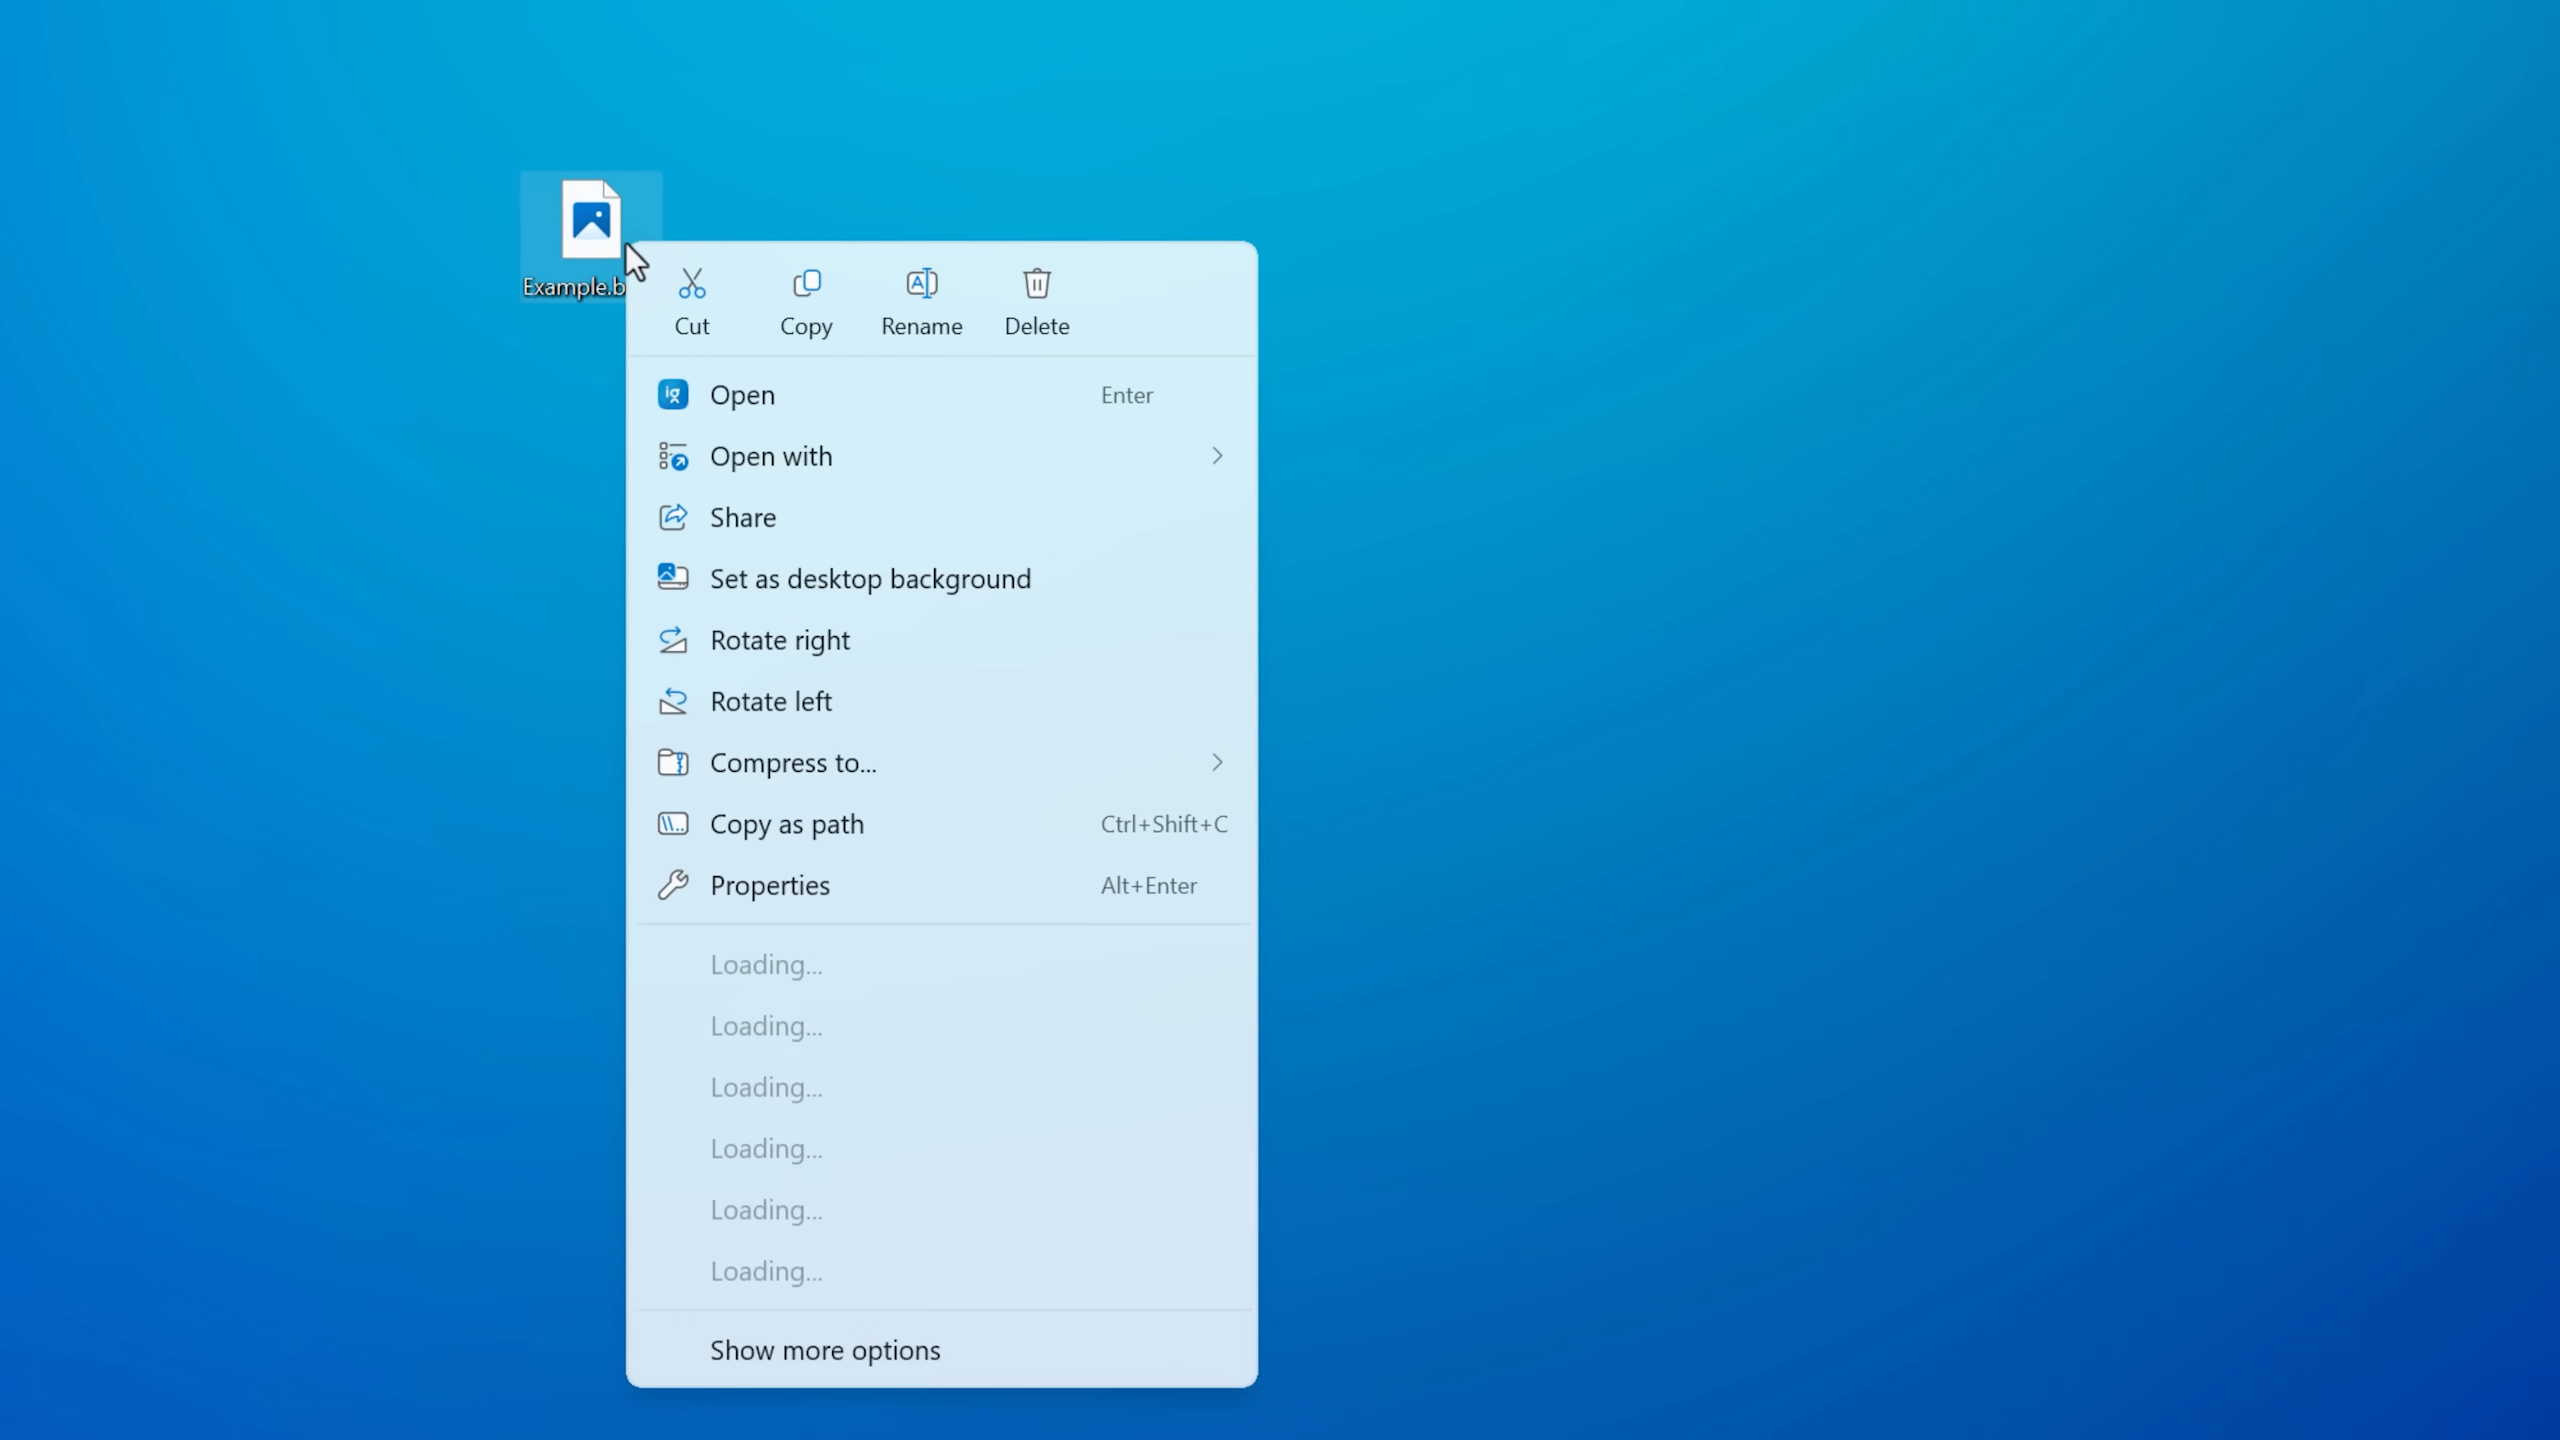 Example.b
Cut Copy Rename Delete
ig Open Enter
Open with
Share
Set as desktop background
Rotate right
Rotate left
Compress to...
Copy as path Ctrl+Shift+C
Properties Alt+Enter
Loading...
Loading...
Loading...
Loading...
Loading...
Loading...
Show more options